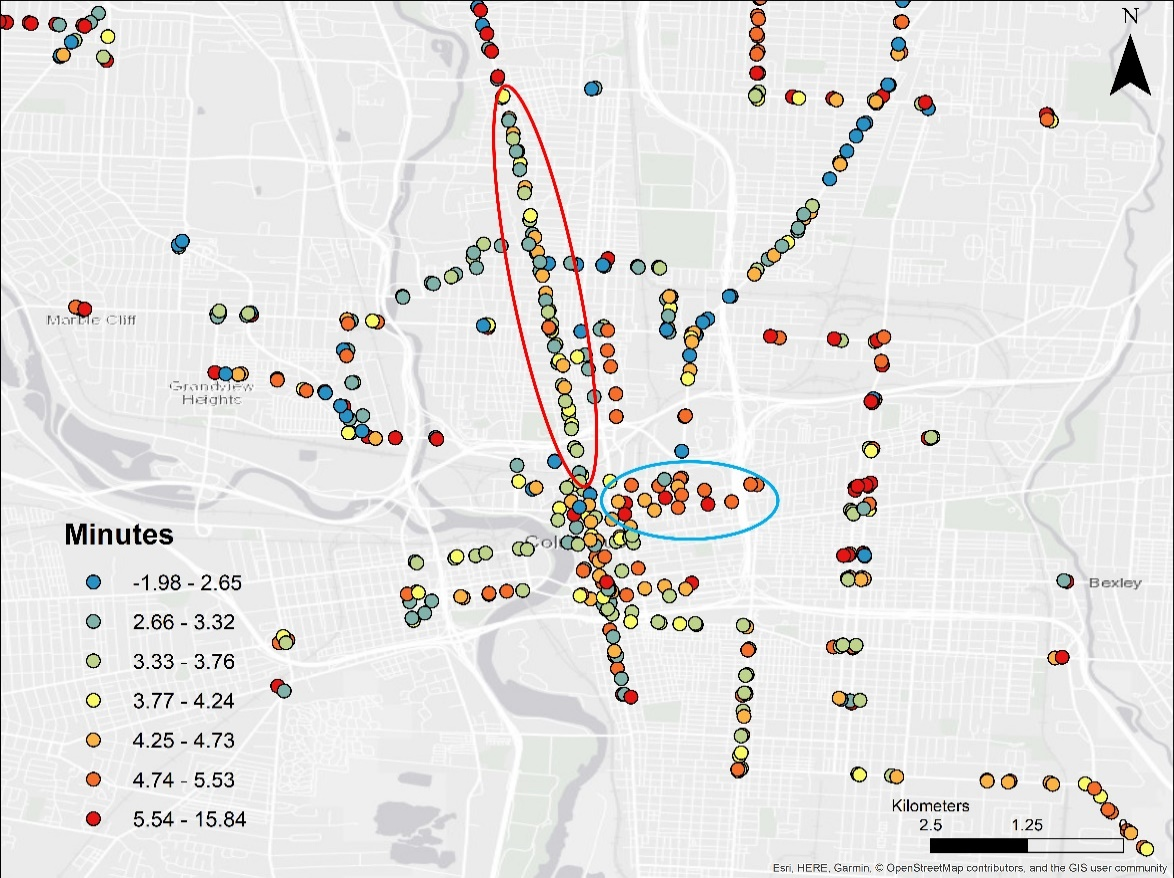 N
Marble Cliff
Grandview
Heights
Minutes
-1.98 - 2.65
2.66 - 3.32
3.33 - 3.76
3.77 - 4.24
4.25 - 4.73
4.74 - 5.53
5.54 - 15.84
Bexley
Kilometers
2.5 1.25 0
Esri, HERE, Garmin, © OpenStreetMap contributors, and the GIS user community